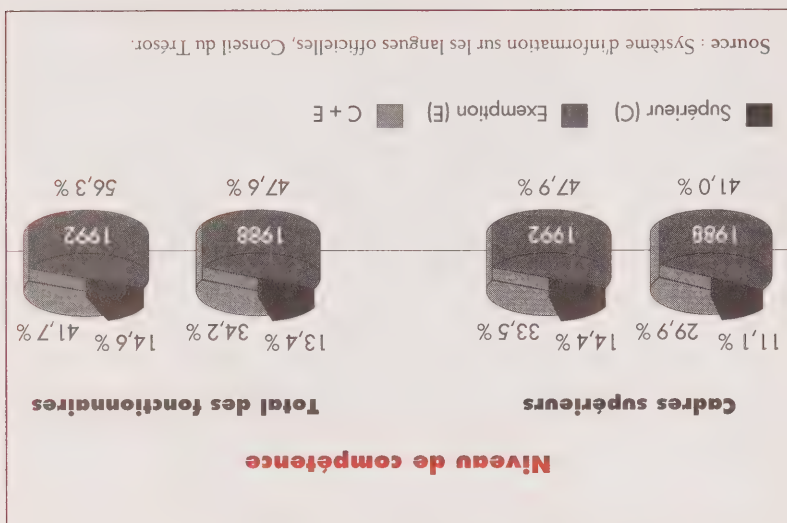 Niveau de compétence
Cadres supérieurs Total des fonctionnaires
11,1 % 29,9 % 14,4 % 33,5 % 13,4 % 34,2 % 14,6 % 41,7 %
1988 1992 1988 1992
41,0 % 47,9 % 47,6 % 56,3 %
Supérieur (C) Exemption (E) C + E
Source : Système d'information sur les langues officielles, Conseil du Trésor.